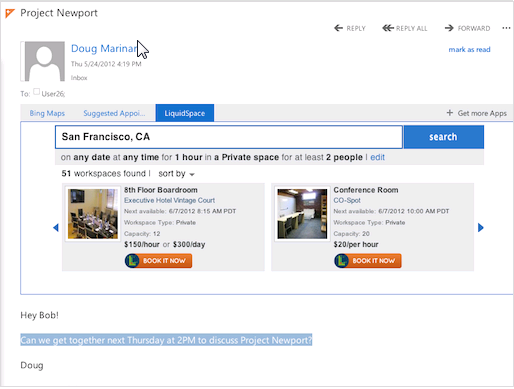 Project Newport
REPLY REPLY ALL FORWARD ...
Doug Marinar
mark as read
Thu 5/24/2012 4:19 PM
Inbox
To: User26;
Bing Maps Suggested Appoi... LiquidSpace + Get more Apps
San Francisco, CA search
on any date at any time for 1 hour in a Private space for at least 2 people | edit
51 workspaces found | sort by
8th Floor Boardroom
Executive Hotel Vintage Court
Next available: 6/7/2012 8:15 AM PDT
Workspace Type: Private
Capacity: 12
$150/hour or $300/day
BOOK IT NOW
Conference Room
CO-Spot
Next available: 6/7/2012 10:00 AM PDT
Workspace Type: Private
Capacity: 20
$20/per hour
BOOK IT NOW
Hey Bob!
Can we get together next Thursday at 2PM to discuss Project Newport?
Doug